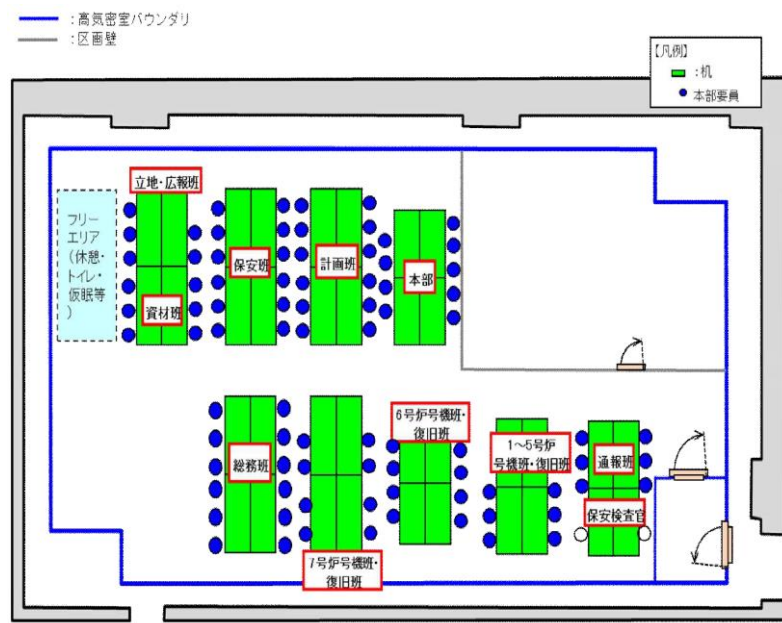 ：高気密室バウンダリ
：区画壁
【凡例】
：机
本部要員
立地・広報班
フリー
エリア
（休憩・
トイレ・
仮眠等
）
保安班
計画班
本部
資材班
6号炉号機班・
復旧班
1～5号炉
号機班・復旧班
総務班
通報班
保安検査官
7号炉号機班・
復旧班